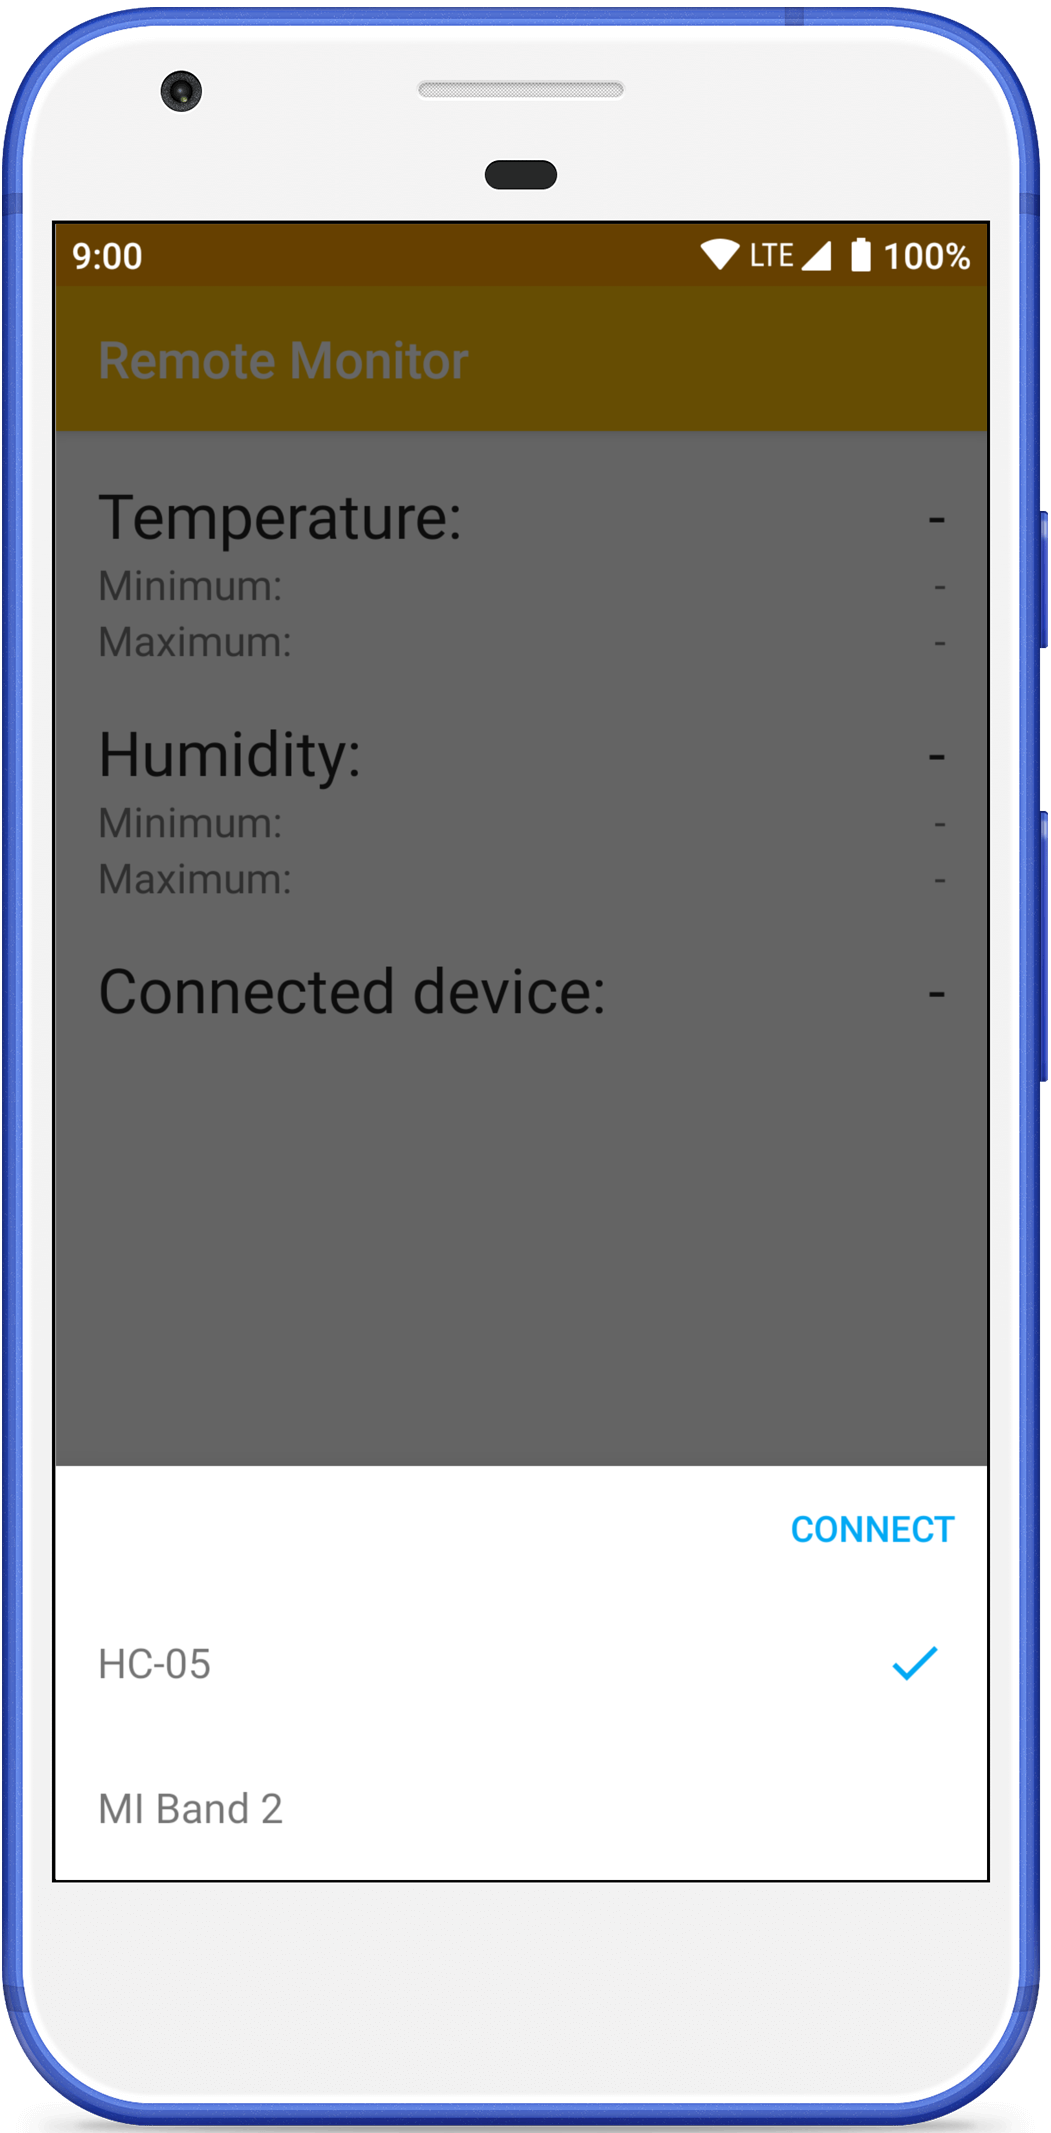 9:00 LTE 100%
Remote Monitor
Temperature: -
Minimum: -
Maximum: -
Humidity: -
Minimum: -
Maximum: -
Connected device: -
CONNECT
HC-05
MI Band 2